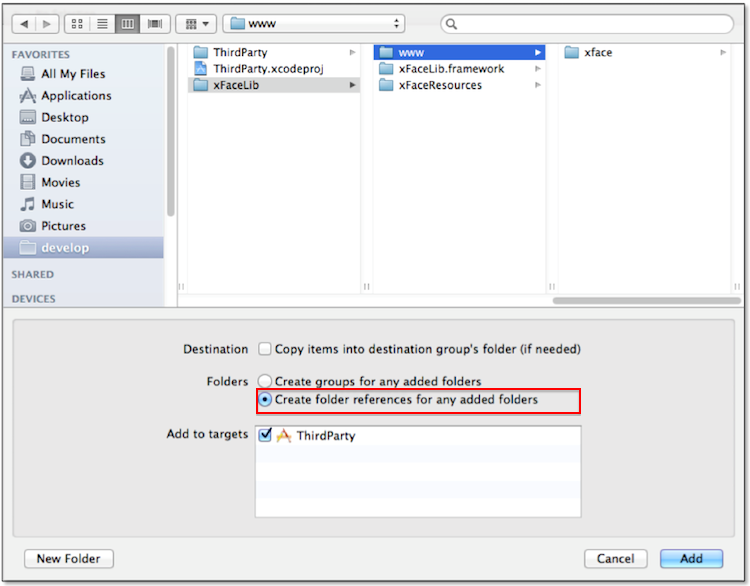 www
FAVORITES
All My Files
Applications
Desktop
Documents
Downloads
Movies
Music
Pictures
develop
SHARED
DEVICES
ThirdParty
ThirdParty.xcodeproj
xFaceLib
www
xFaceLib.framework
xFaceResources
xface
Destination Copy items into destination group's folder (if needed)
Folders Create groups for any added folders
Create folder references for any added folders
Add to targets ThirdParty
New Folder Cancel Add